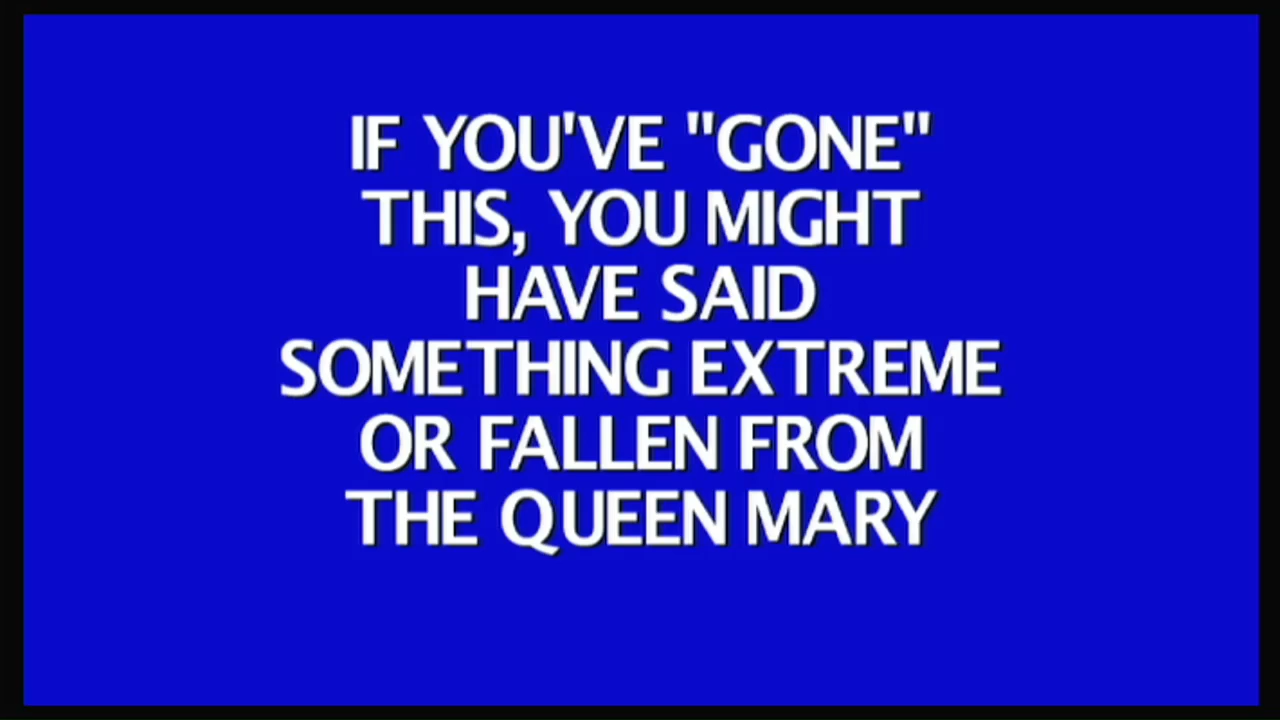 IF YOU'VE "GONE"
THIS, YOU MIGHT
HAVE SAID
SOMETHING EXTREME
OR FALLEN FROM
THE QUEEN MARY